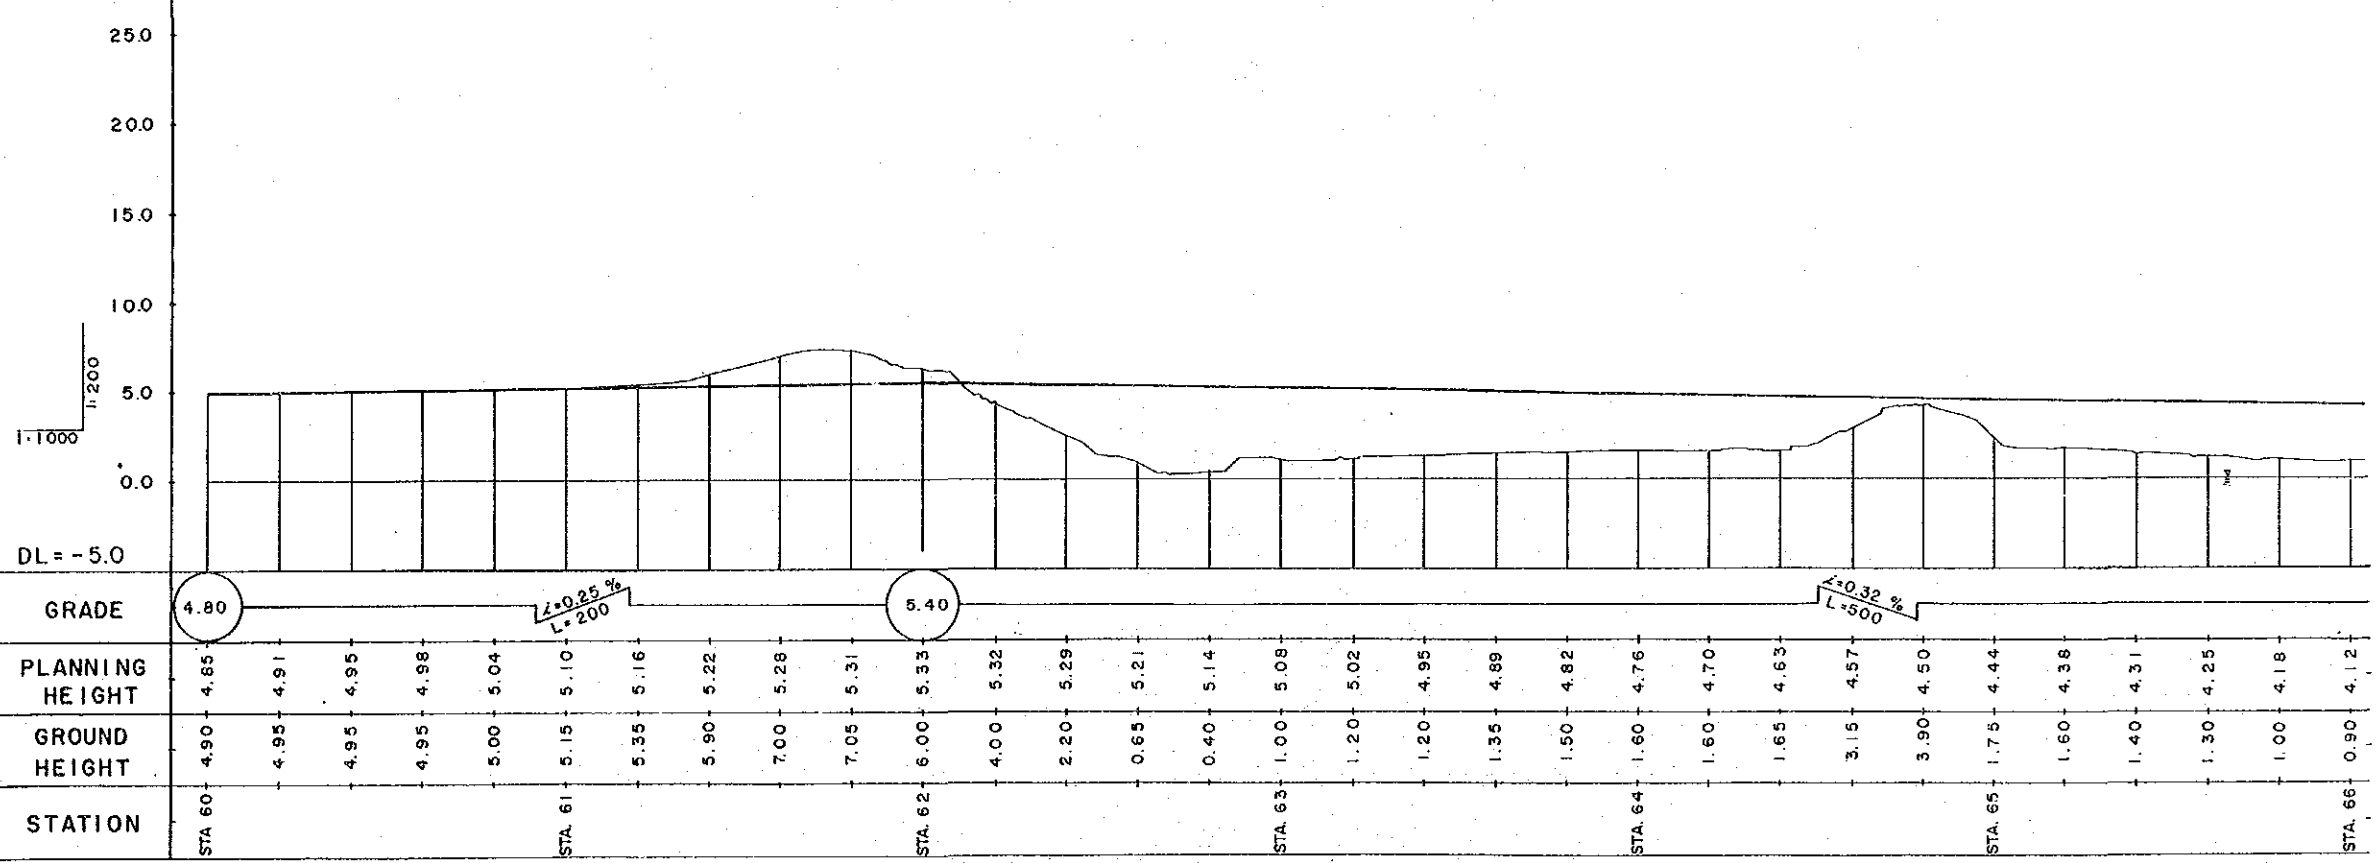 25.0
20.0
15.0
10.0
5.0
0.0
1:200
1:1000
DL = -5.0
GRADE 4.80 i=0.25 % L=200 5.40 i=0.32 % L=500
PLANNING HEIGHT 4.85 4.91 4.95 4.98 5.04 5.10 5.16 5.22 5.28 5.31 5.33 5.32 5.29 5.21 5.14 5.08 5.02 4.95 4.89 4.82 4.76 4.70 4.63 4.57 4.50 4.44 4.38 4.31 4.25 4.18 4.12
GROUND HEIGHT 4.90 4.95 4.95 4.95 5.00 5.15 5.35 5.90 7.00 7.05 6.00 4.00 2.20 0.65 0.40 1.00 1.20 1.20 1.35 1.50 1.60 1.60 1.65 3.15 3.90 1.75 1.60 1.40 1.30 1.00 0.90
STATION STA 60 STA. 61 STA. 62 STA. 63 STA. 64 STA. 65 STA. 66